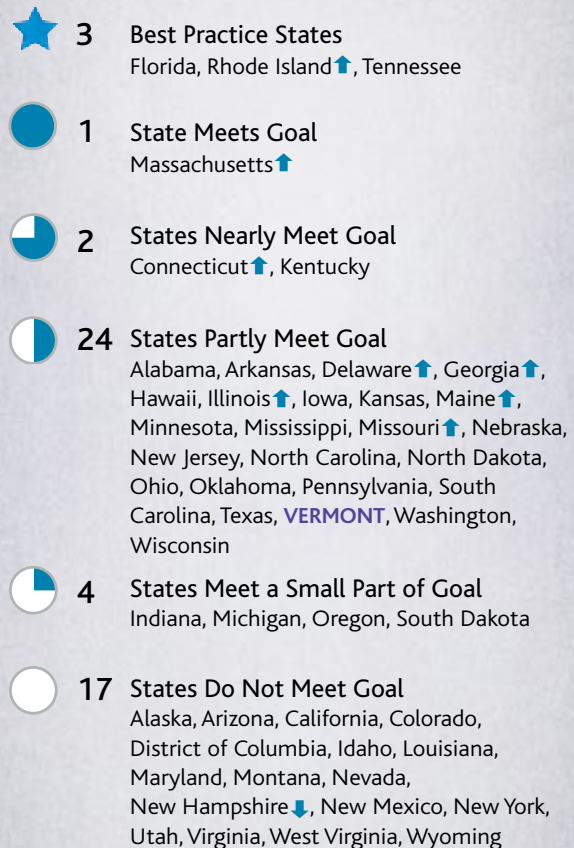 3 Best Practice States
Florida, Rhode Island⬆, Tennessee
1 State Meets Goal
Massachusetts⬆
2 States Nearly Meet Goal
Connecticut⬆, Kentucky
24 States Partly Meet Goal
Alabama, Arkansas, Delaware⬆, Georgia⬆,
Hawaii, Illinois⬆, Iowa, Kansas, Maine⬆,
Minnesota, Mississippi, Missouri⬆, Nebraska,
New Jersey, North Carolina, North Dakota,
Ohio, Oklahoma, Pennsylvania, South
Carolina, Texas, VERMONT, Washington,
Wisconsin
4 States Meet a Small Part of Goal
Indiana, Michigan, Oregon, South Dakota
17 States Do Not Meet Goal
Alaska, Arizona, California, Colorado,
District of Columbia, Idaho, Louisiana,
Maryland, Montana, Nevada,
New Hampshire⬇, New Mexico, New York,
Utah, Virginia, West Virginia, Wyoming